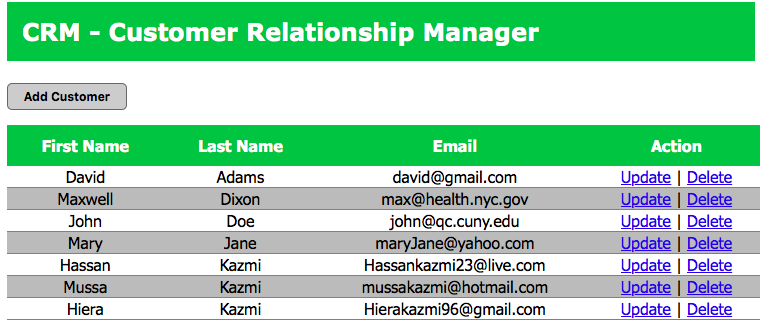 CRM - Customer Relationship Manager
Add Customer
First Name Last Name Email Action
David Adams david@gmail.com Update | Delete
Maxwell Dixon max@health.nyc.gov Update | Delete
John Doe john@qc.cuny.edu Update | Delete
Mary Jane maryJane@yahoo.com Update | Delete
Hassan Kazmi Hassankazmi23@live.com Update | Delete
Mussa Kazmi mussakazmi@hotmail.com Update | Delete
Hiera Kazmi Hierakazmi96@gmail.com Update | Delete